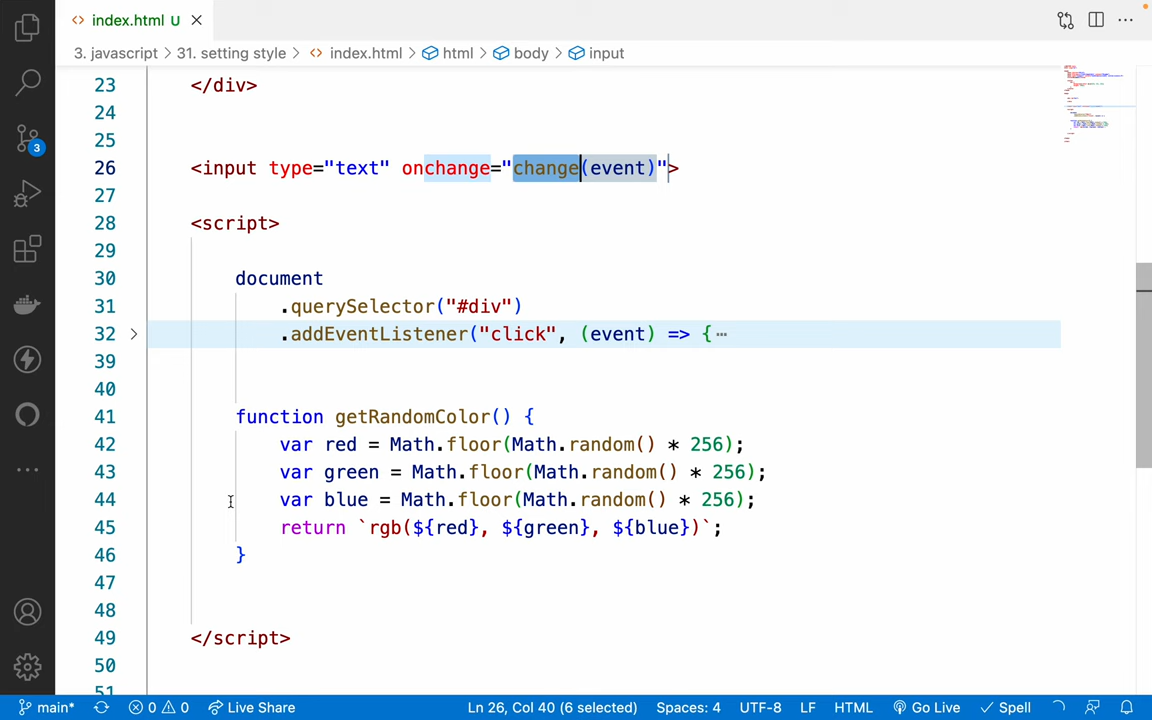 index.html U
3. javascript > 31. setting style > index.html > html > body > input
23 </div>
24
25
26 <input type="text" onchange="change(event)">
27
28 <script>
29
30 document
31 .querySelector("#div")
32 .addEventListener("click", (event) => {
39
40
41 function getRandomColor() {
42 var red = Math.floor(Math.random() * 256);
43 var green = Math.floor(Math.random() * 256);
44 var blue = Math.floor(Math.random() * 256);
45 return `rgb(${red}, ${green}, ${blue})`;
46 }
47
48
49 </script>
50
51
3
main* 0 0 Live Share Ln 26, Col 40 (6 selected) Spaces: 4 UTF-8 LF HTML Go Live Spell